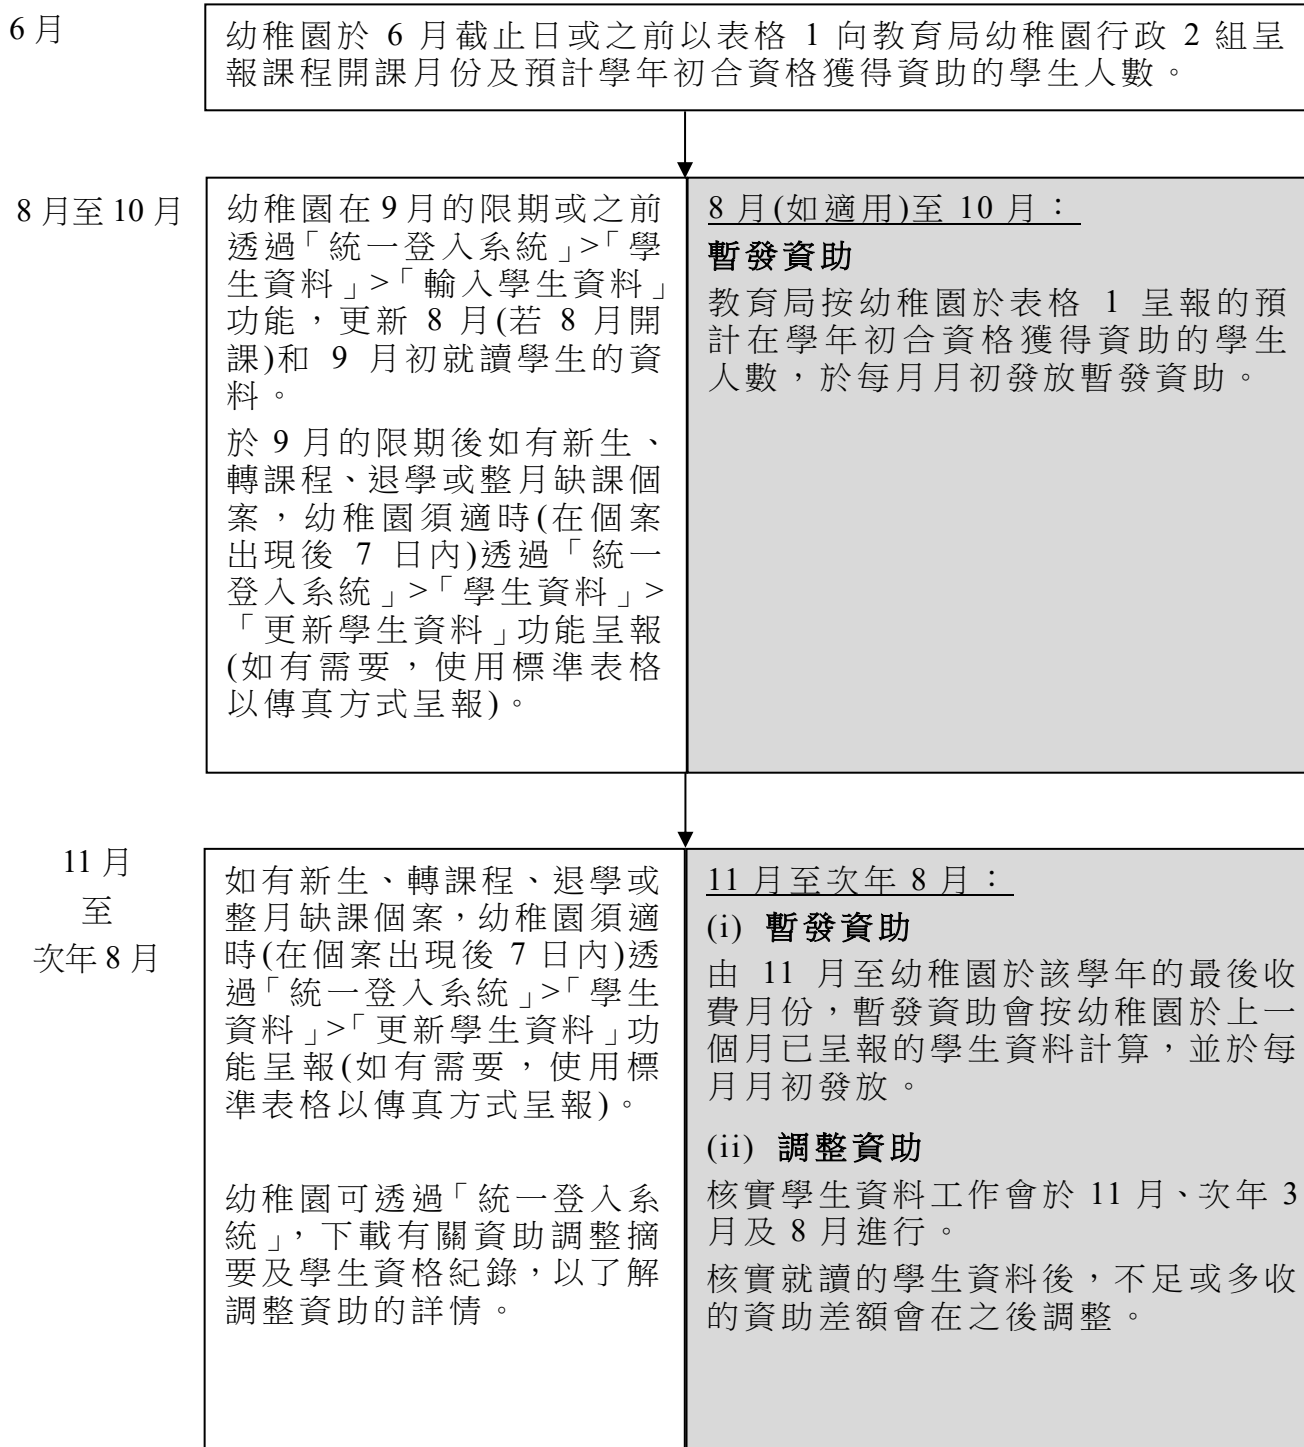 6 月
幼稚園於 6 月截止日或之前以表格 1 向教育局幼稚園行政 2 組呈
報課程開課月份及預計學年初合資格獲得資助的學生人數。
8 月至 10 月
幼稚園在 9 月的限期或之前
透過「統一登入系統」>「學
生資料」>「輸入學生資料」
功能，更新 8 月(若 8 月開
課)和 9 月初就讀學生的資
料。
於 9 月的限期後如有新生、
轉課程、退學或整月缺課個
案，幼稚園須適時(在個案
出現後 7 日內)透過「統一
登入系統」>「學生資料」>
「更新學生資料」功能呈報
(如有需要，使用標準表格
以傳真方式呈報)。
8 月(如適用)至 10 月：
暫發資助
教育局按幼稚園於表格 1 呈報的預
計在學年初合資格獲得資助的學生
人數，於每月月初發放暫發資助。
11 月
至
次年 8 月
如有新生、轉課程、退學或
整月缺課個案，幼稚園須適
時(在個案出現後 7 日內)透
過「統一登入系統」>「學生
資料」>「更新學生資料」功
能呈報(如有需要，使用標
準表格以傳真方式呈報)。
幼稚園可透過「統一登入系
統」，下載有關資助調整摘
要及學生資格紀錄，以了解
調整資助的詳情。
11 月至次年 8 月：
(i) 暫發資助
由 11 月至幼稚園於該學年的最後收
費月份，暫發資助會按幼稚園於上一
個月已呈報的學生資料計算，並於每
月月初發放。
(ii) 調整資助
核實學生資料工作會於 11 月、次年 3
月及 8 月進行。
核實就讀的學生資料後，不足或多收
的資助差額會在之後調整。